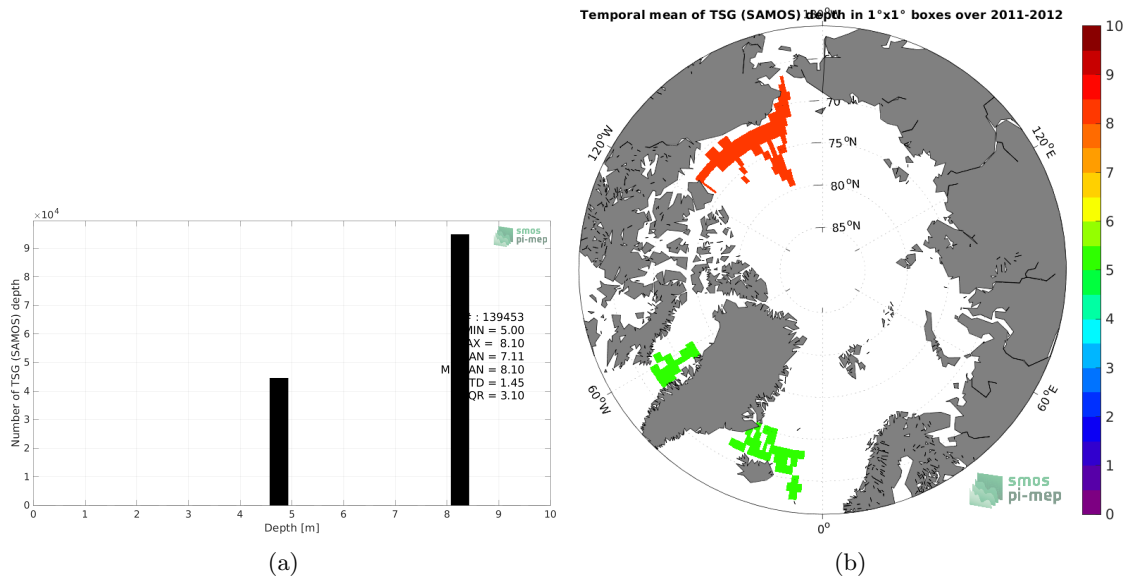 Temporal mean of TSG (SAMOS) depth in 1°x1° boxes over 2011-2012
180°W
10
9
8
7
6
5
4
3
2
1
0
70
75°N
80°N
85°N
120°W
120°E
60°W
60°E
0°
smos
pi-mep
×10⁴
9
8
7
6
5
4
3
2
1
0
Number of TSG (SAMOS) depth
smos
pi-mep
: 139453
MIN = 5.00
AX = 8.10
AN = 7.11
M AN = 8.10
TD = 1.45
QR = 3.10
0 1 2 3 4 5 6 7 8 9 10
Depth [m]
(a)
(b)